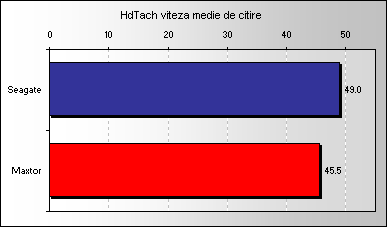 HdTach viteza medie de citire
0 10 20 30 40 50
Seagate 49.0
Maxtor 45.5